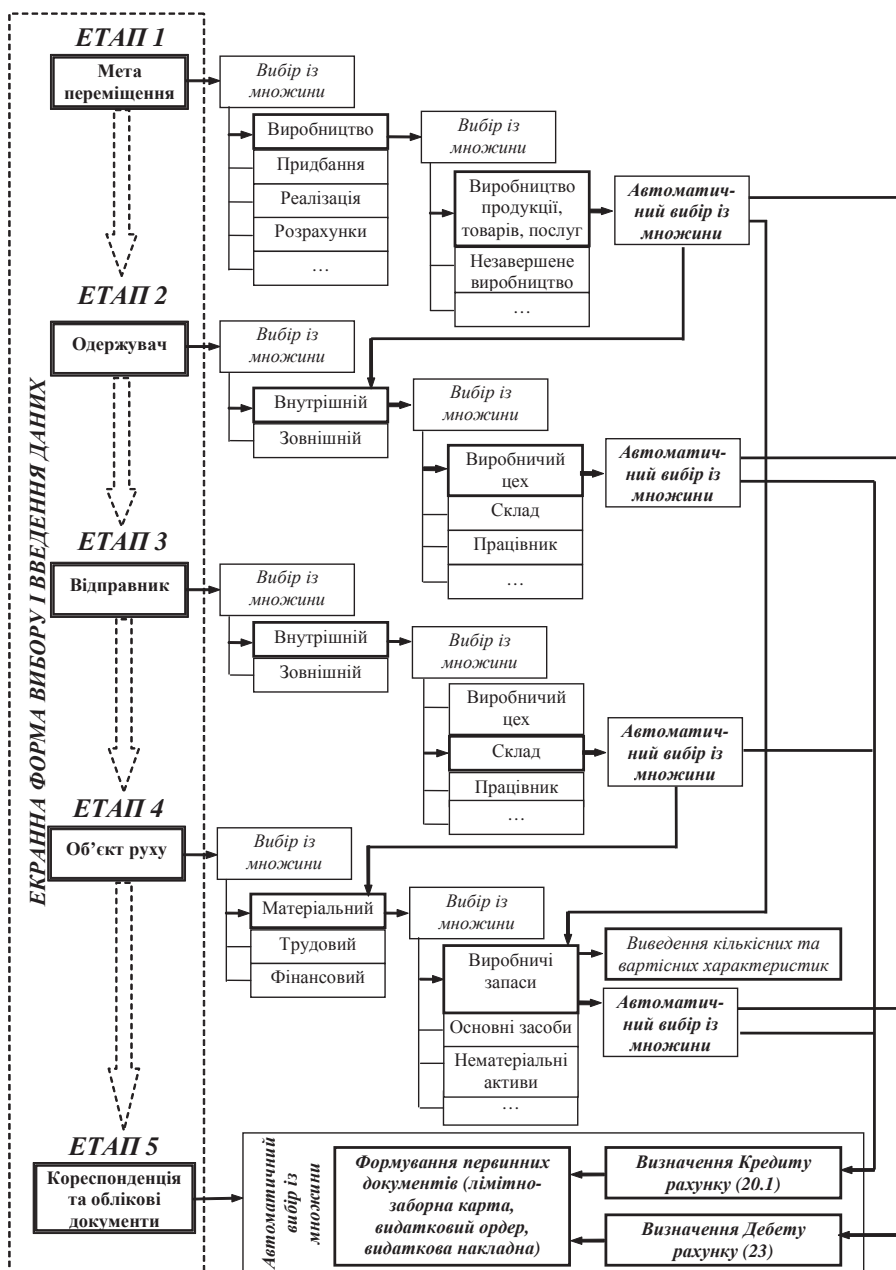 ЕКРАННА ФОРМА ВИБОРУ І ВВЕДЕННЯ ДАНИХ
ЕТАП 1
Мета
переміщення
Вибір із
множини
Виробництво
Придбання
Реалізація
Розрахунки
…
Вибір із
множини
Виробництво
продукції,
товарів, послуг
Незавершене
виробництво
…
Автоматич-
ний вибір із
множини
ЕТАП 2
Одержувач
Вибір із
множини
Внутрішній
Зовнішній
Вибір із
множини
Виробничий
цех
Склад
Працівник
…
Автоматич-
ний вибір із
множини
ЕТАП 3
Відправник
Вибір із
множини
Внутрішній
Зовнішній
Вибір із
множини
Виробничий
цех
Склад
Працівник
…
Автоматич-
ний вибір із
множини
ЕТАП 4
Об’єкт руху
Вибір із
множини
Матеріальний
Трудовий
Фінансовий
Вибір із
множини
Виробничі
запаси
Основні засоби
Нематеріальні
активи
…
Виведення кількісних та
вартісних характеристик
Автоматич-
ний вибір із
множини
ЕТАП 5
Кореспонденція
та облікові
документи
Автоматичний
вибір із
множини
Формування первинних
документів (лімітно-
заборна карта,
видатковий ордер,
видаткова накладна)
Визначення Кредиту
рахунку (20.1)
Визначення Дебету
рахунку (23)